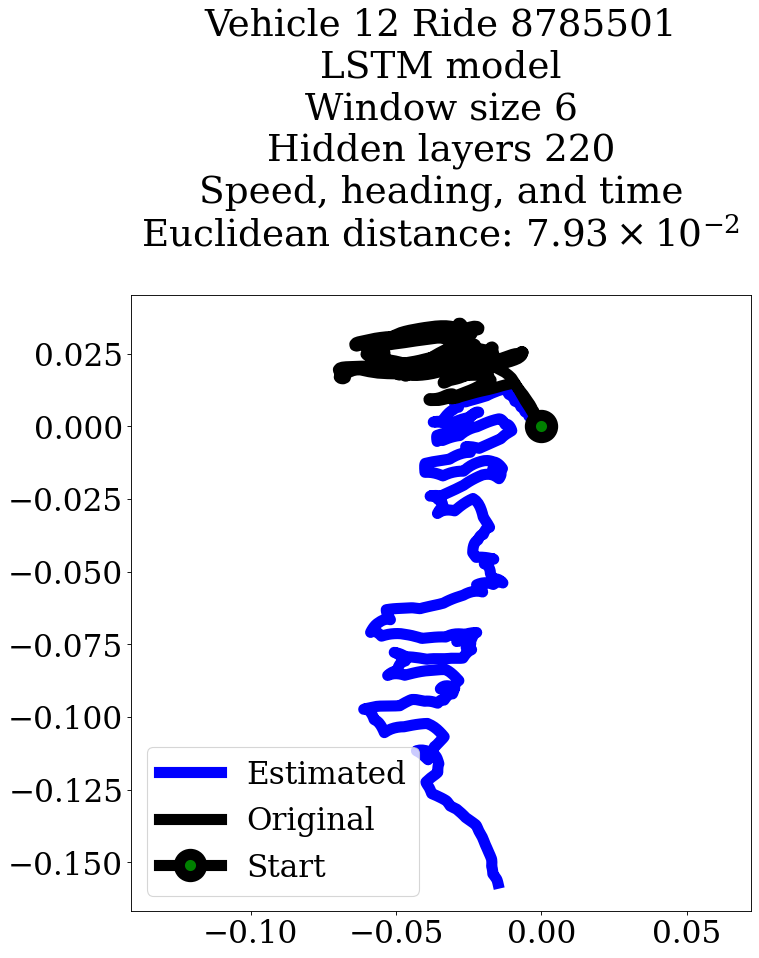 Vehicle 12 Ride 8785501
LSTM model
Window size 6
Hidden layers 220
Speed, heading, and time
Euclidean distance: 7.93 × 10⁻²
0.025
0.000
−0.025
−0.050
−0.075
−0.100
−0.125
−0.150
Estimated
Original
Start
−0.10
−0.05
0.00
0.05